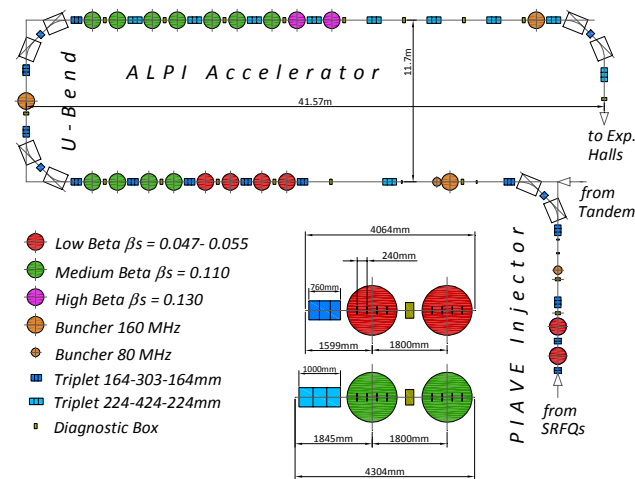 ALPI Accelerator
U-Bend
11.7m
41.57m
to Exp.
Halls
from
Tandem
Low Beta βs = 0.047- 0.055
Medium Beta βs = 0.110
High Beta βs = 0.130
Buncher 160 MHz
Buncher 80 MHz
Triplet 164-303-164mm
Triplet 224-424-224mm
Diagnostic Box
4064mm
240mm
760mm
1599mm
1800mm
1000mm
1845mm
1800mm
4304mm
PIAVE Injector
from
SRFQs